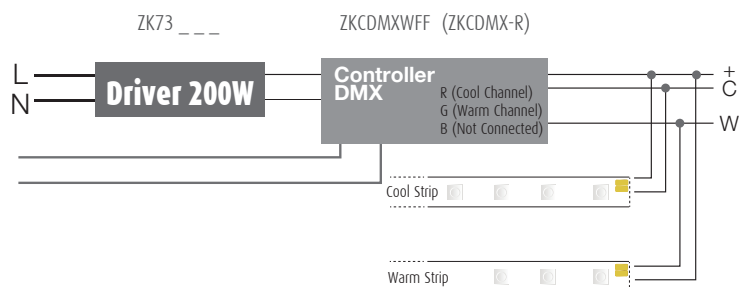 ZK73 _ _ _
ZKCDMXWFF (ZKCDMX-R)
L
N
Driver 200W
Controller
DMX
R (Cool Channel)
G (Warm Channel)
B (Not Connected)
+
C
W
Cool Strip
Warm Strip